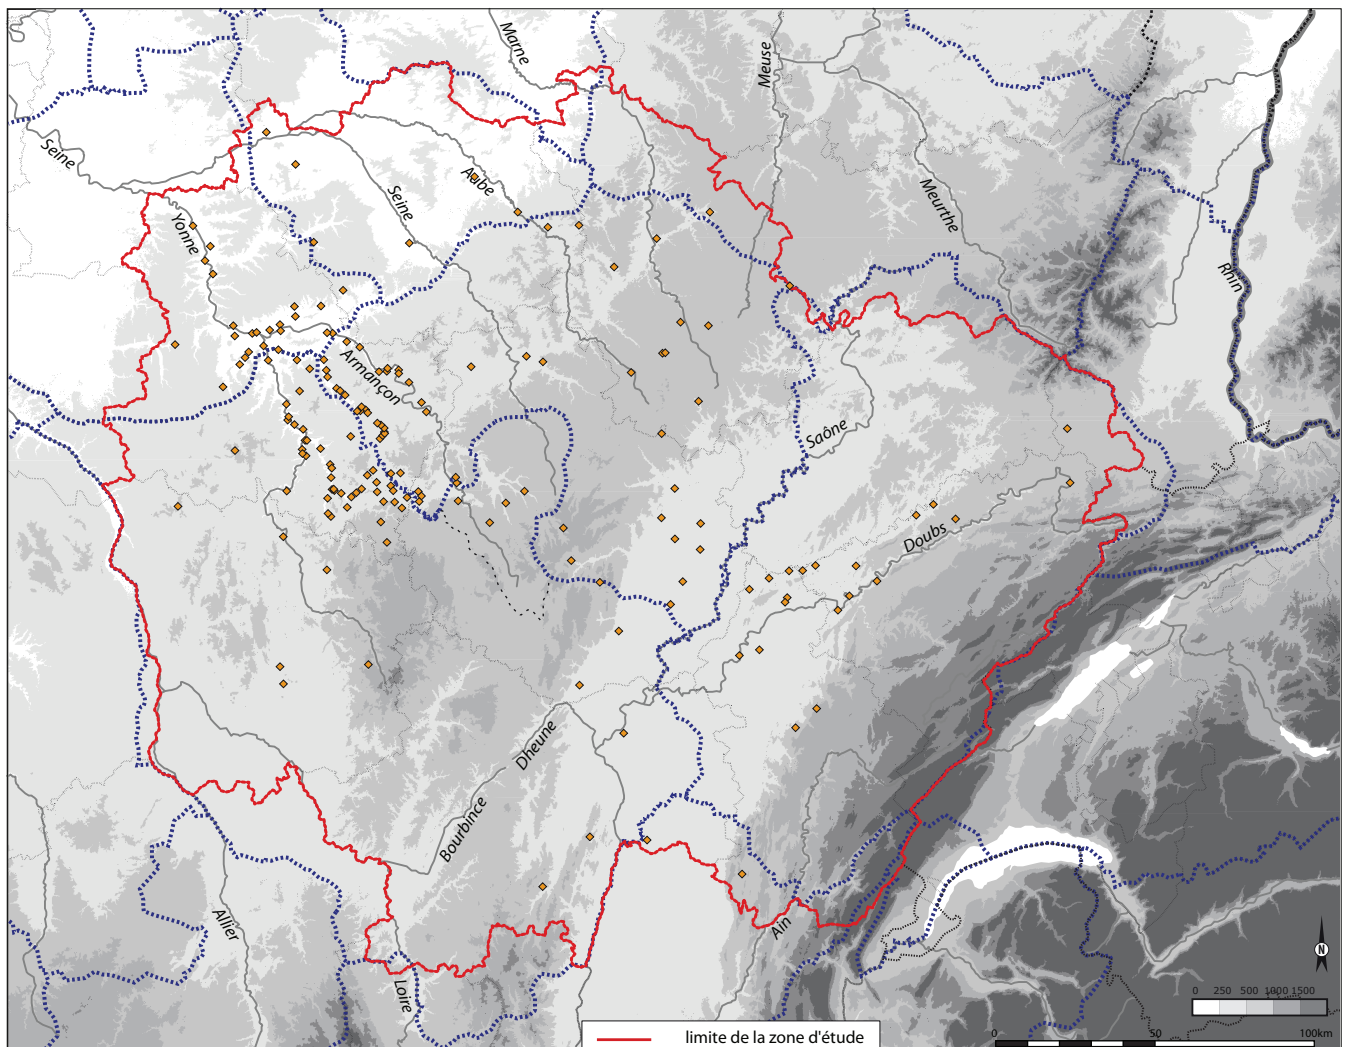 Marne
Meuse
Seine
Aube
Seine
Meurthe
Yonne
Rhin
Armançon
Saône
Doubs
Dheune
Bourbince
Allier
Ain
Loire
N
0 250 500 1000 1500
0 50 100km
limite de la zone d'étude